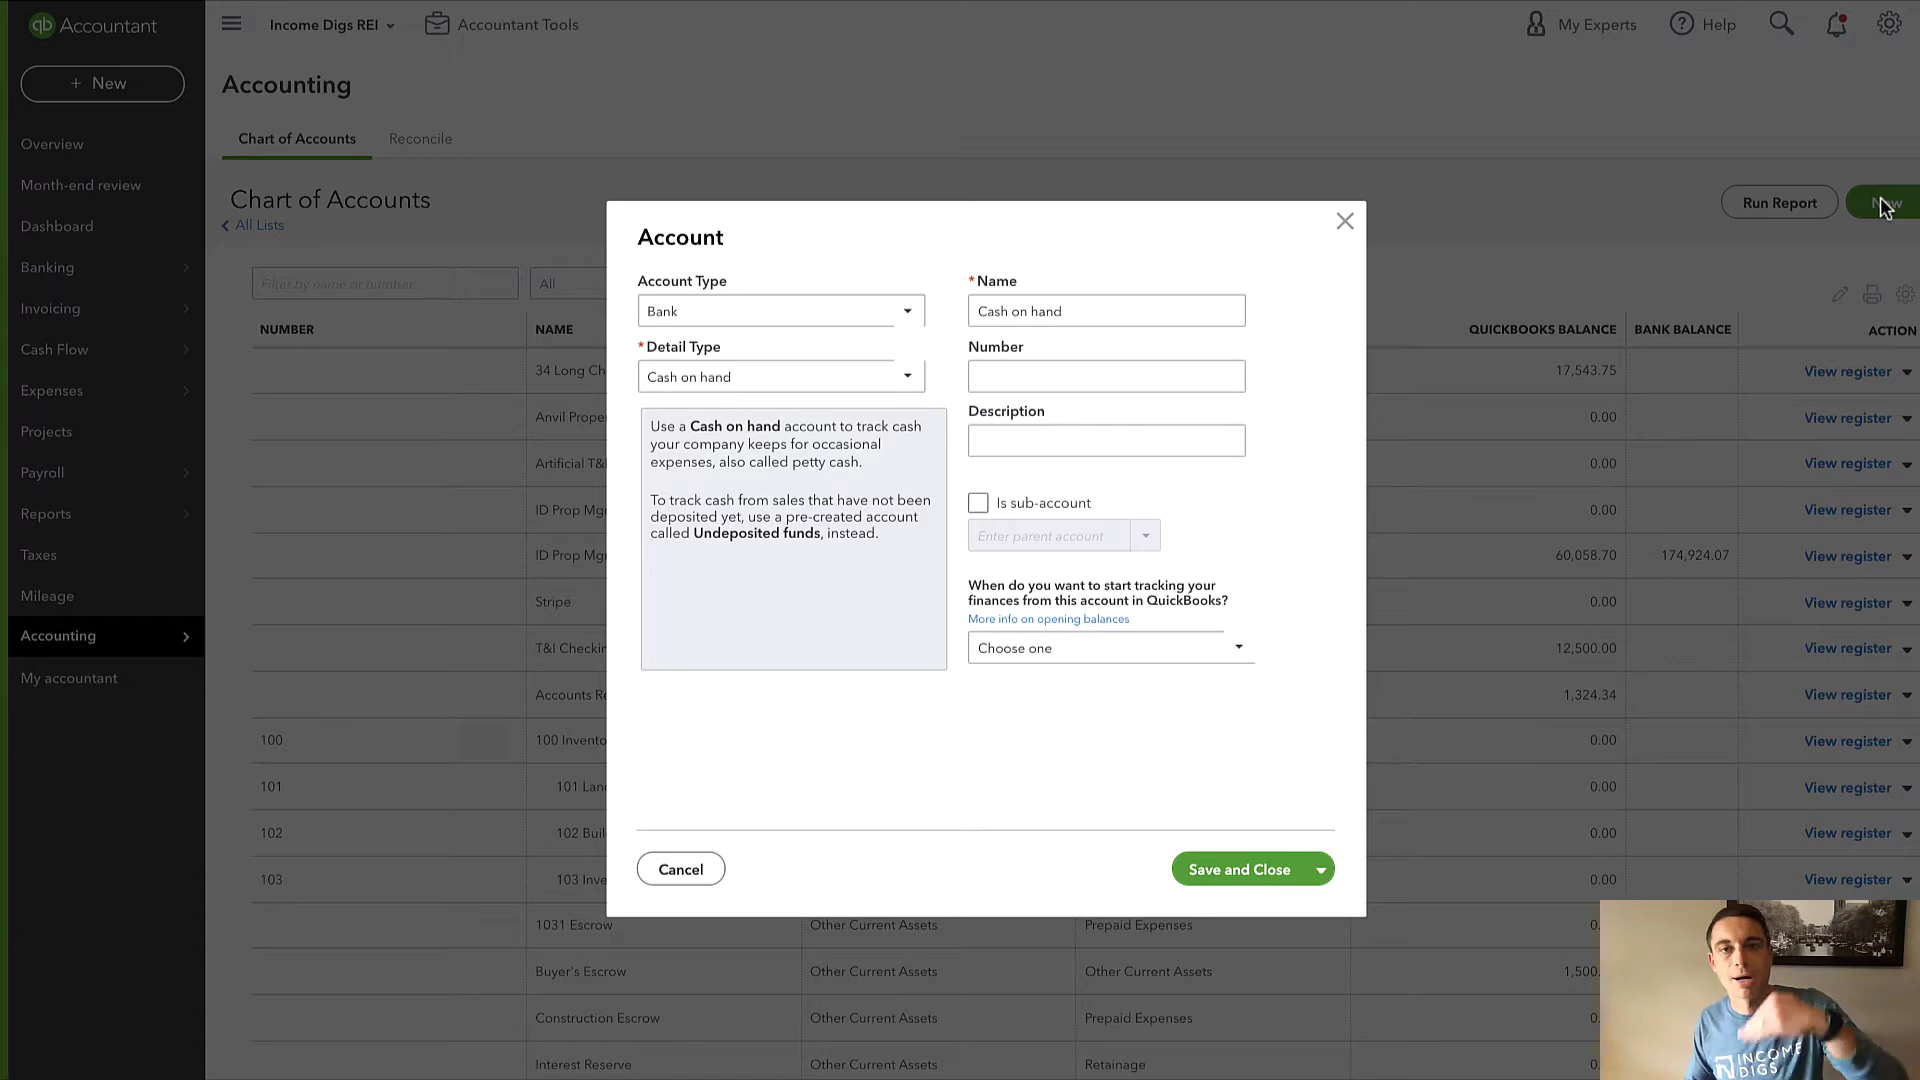 qb Accountant
Income Digs REI
Accountant Tools
My Experts
Help
+ New
Accounting
Overview
Month-end review
Dashboard
Banking
Invoicing
Cash Flow
Expenses
Projects
Payroll
Reports
Taxes
Mileage
Accounting
My accountant
Chart of Accounts
Reconcile
Chart of Accounts
All Lists
Run Report
New
Filter by name or number
All
NUMBER
NAME
QUICKBOOKS BALANCE
BANK BALANCE
ACTION
34 Long Ch
17,543.75
View register
Anvil Proper
0.00
View register
Artificial T&I
0.00
View register
ID Prop Mgm
0.00
View register
ID Prop Mgm
60,058.70
174,924.07
View register
Stripe
0.00
View register
T&I Checkin
12,500.00
View register
Accounts Re
1,324.34
View register
100
100 Invento
0.00
View register
101
101 Lan
0.00
View register
102
102 Buil
0.00
View register
103
103 Inve
0.00
View register
1031 Escrow
Other Current Assets
Prepaid Expenses
0.
Buyer's Escrow
Other Current Assets
Other Current Assets
1,500.
Construction Escrow
Other Current Assets
Prepaid Expenses
0.
Interest Reserve
Other Current Assets
Retainage
0.
Account
Account Type
Bank
* Detail Type
Cash on hand
Use a Cash on hand account to track cash
your company keeps for occasional
expenses, also called petty cash.
To track cash from sales that have not been
deposited yet, use a pre-created account
called Undeposited funds, instead.
* Name
Cash on hand
Number
Description
Is sub-account
Enter parent account
When do you want to start tracking your
finances from this account in QuickBooks?
More info on opening balances
Choose one
Cancel
Save and Close
INCOME
DIGS